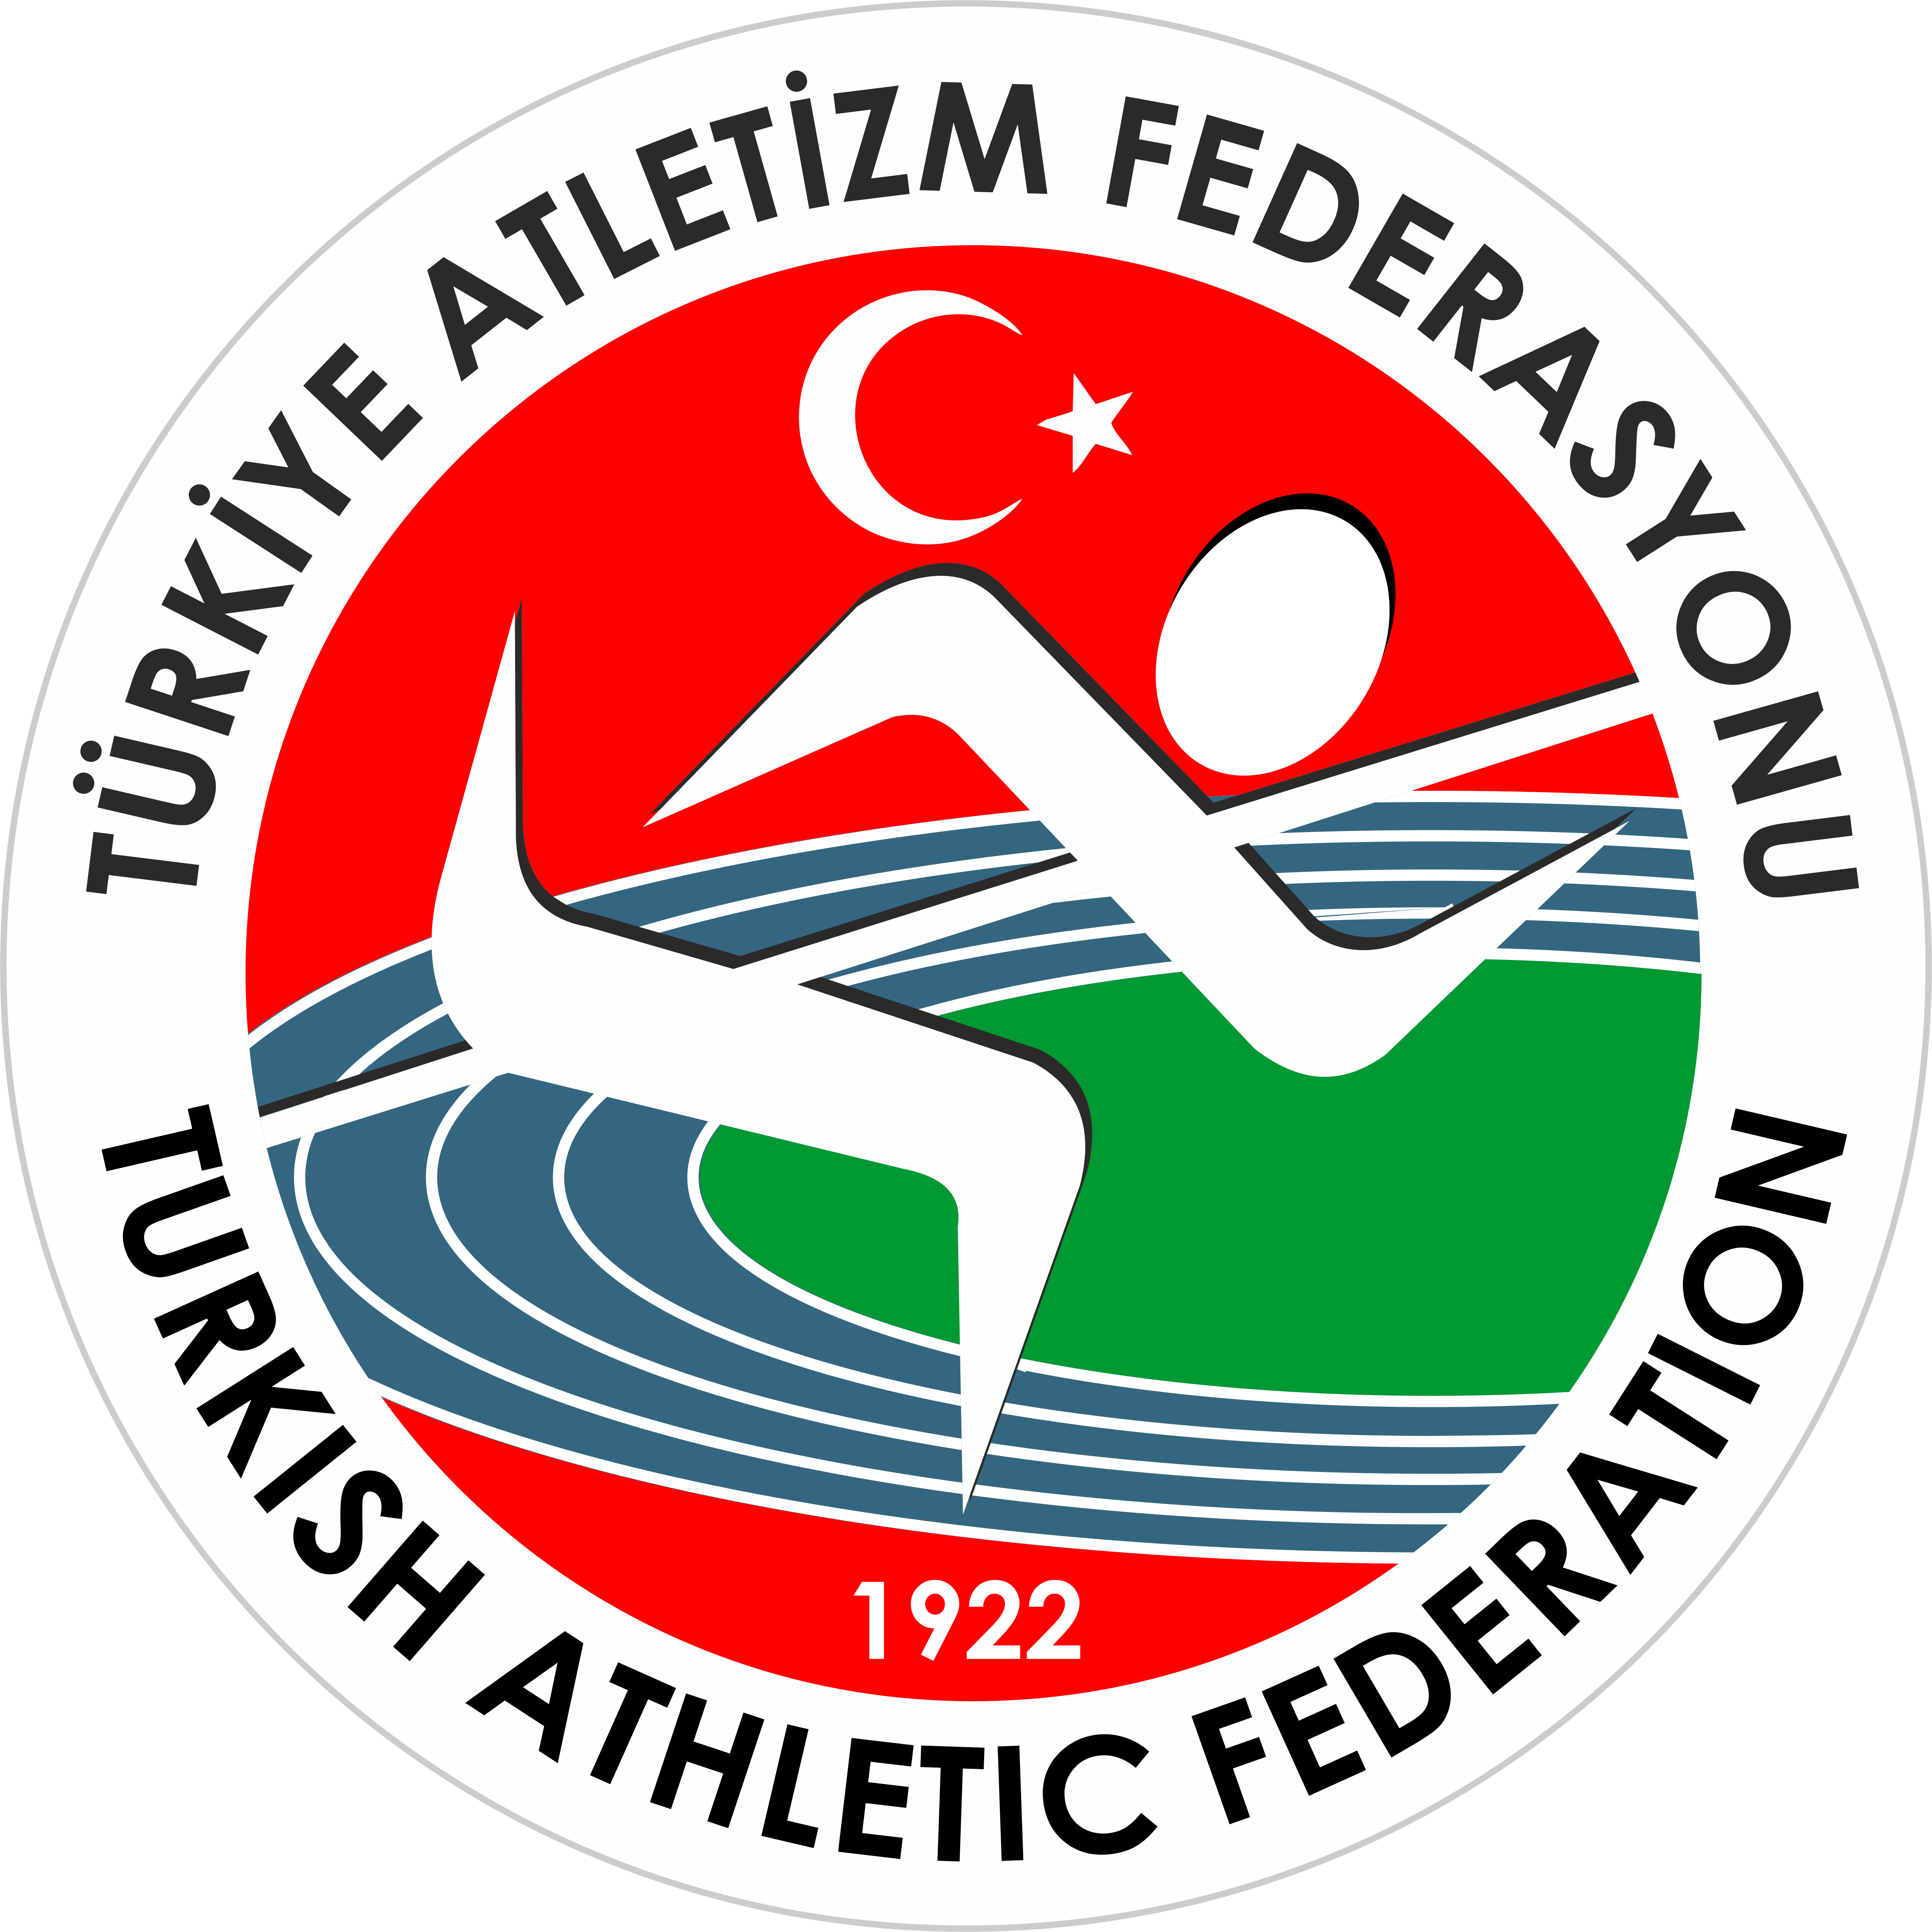 TÜRKİYE ATLETİZM FEDERASYONU
1922
TURKISH ATHLETIC FEDERATION